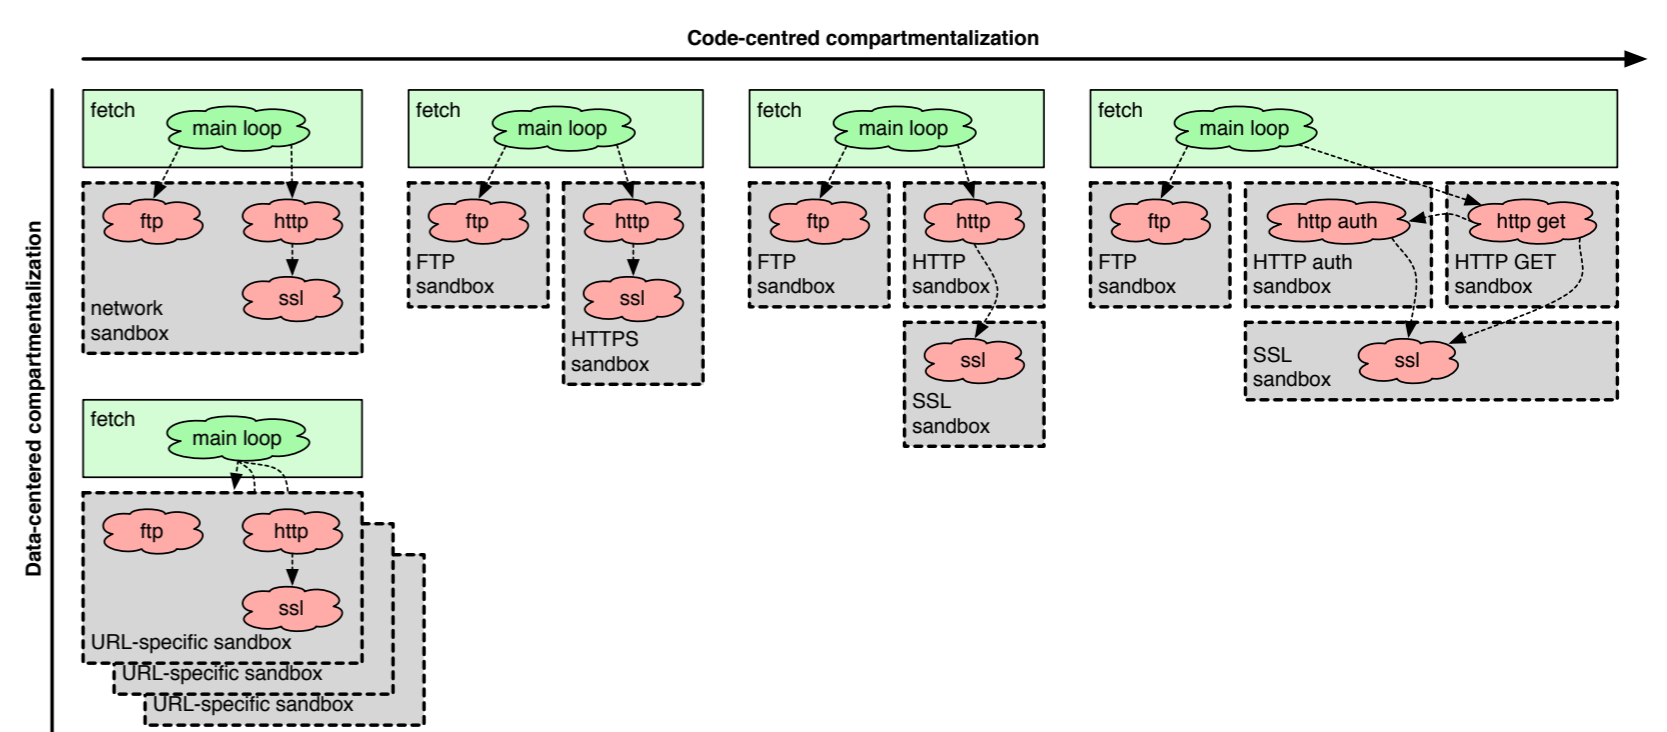 Code-centred compartmentalization
Data-centered compartmentalization
fetch
main loop
ftp
http
ssl
network
sandbox
fetch
main loop
ftp
FTP
sandbox
http
ssl
HTTPS
sandbox
fetch
main loop
ftp
FTP
sandbox
http
HTTP
sandbox
ssl
SSL
sandbox
fetch
main loop
ftp
FTP
sandbox
http auth
HTTP auth
sandbox
http get
HTTP GET
sandbox
SSL
sandbox
ssl
fetch
main loop
ftp
http
ssl
URL-specific sandbox
URL-specific sandbox
URL-specific sandbox